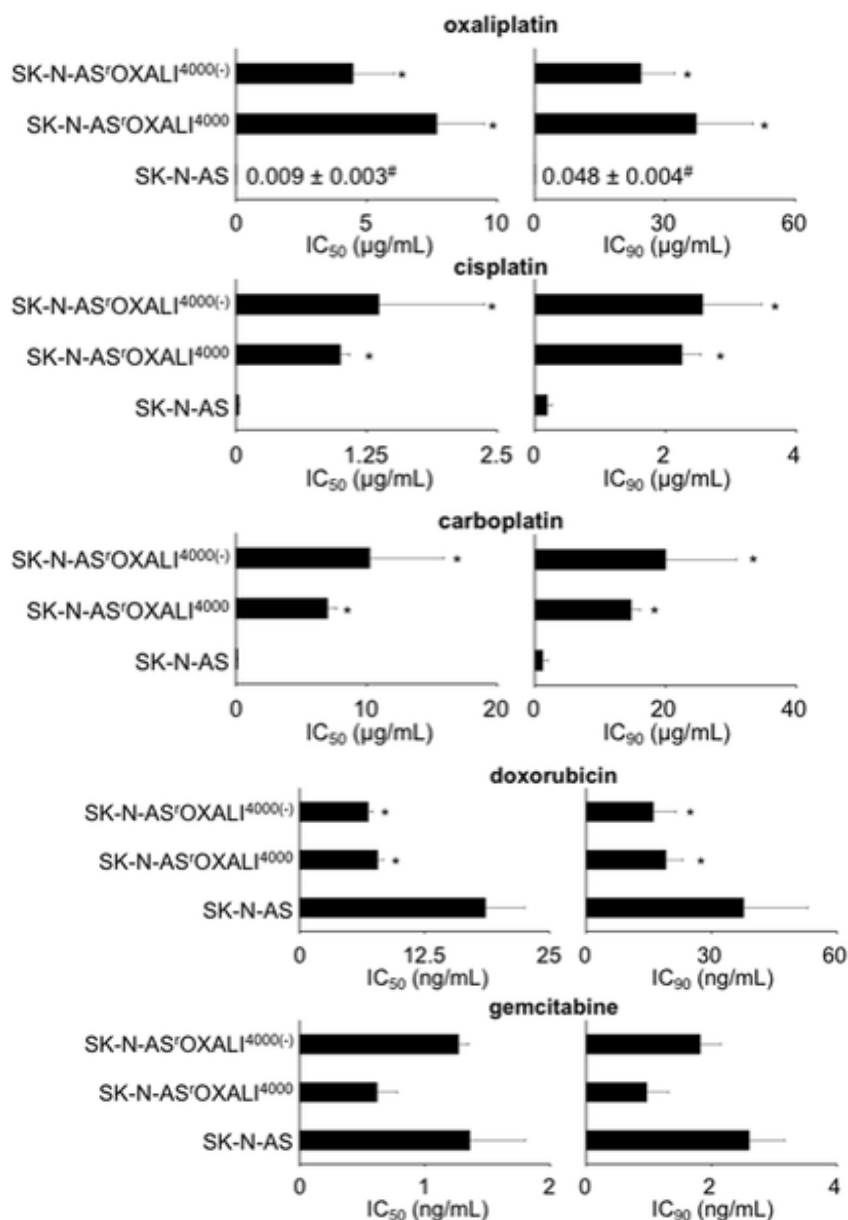 oxaliplatin
SK-N-ASʳOXALI⁴⁰⁰⁰⁽⁻⁾
*
*
SK-N-ASʳOXALI⁴⁰⁰⁰
*
*
SK-N-AS
0.009 ± 0.003#
0.048 ± 0.004#
0 5 10
0 30 60
IC₅₀ (µg/mL)
IC₉₀ (µg/mL)
cisplatin
SK-N-ASʳOXALI⁴⁰⁰⁰⁽⁻⁾
*
*
SK-N-ASʳOXALI⁴⁰⁰⁰
*
*
SK-N-AS
0 1.25 2.5
0 2 4
IC₅₀ (µg/mL)
IC₉₀ (µg/mL)
carboplatin
SK-N-ASʳOXALI⁴⁰⁰⁰⁽⁻⁾
*
*
SK-N-ASʳOXALI⁴⁰⁰⁰
*
*
SK-N-AS
0 10 20
0 20 40
IC₅₀ (µg/mL)
IC₉₀ (µg/mL)
doxorubicin
SK-N-ASʳOXALI⁴⁰⁰⁰⁽⁻⁾
*
*
SK-N-ASʳOXALI⁴⁰⁰⁰
*
*
SK-N-AS
0 12.5 25
0 30 60
IC₅₀ (ng/mL)
IC₉₀ (ng/mL)
gemcitabine
SK-N-ASʳOXALI⁴⁰⁰⁰⁽⁻⁾
SK-N-ASʳOXALI⁴⁰⁰⁰
SK-N-AS
0 1 2
0 2 4
IC₅₀ (ng/mL)
IC₉₀ (ng/mL)